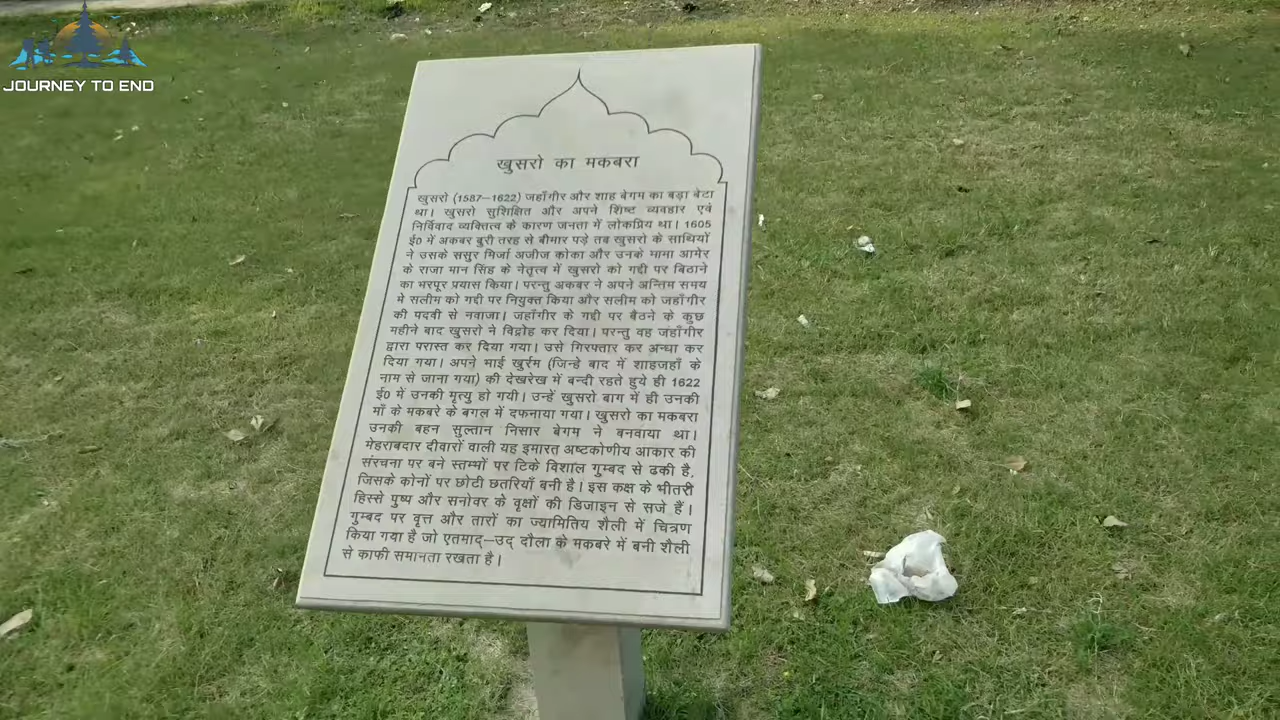 JOURNEY TO END
खुसरो का मकबरा
खुसरो (1587–1622) जहाँगीर और शाह बेगम का बड़ा बेटा
था। खुसरो सुशिक्षित और अपने शिष्ट व्यवहार एवं
निर्विवाद व्यक्तित्व के कारण जनता में लोकप्रिय था। 1605
ई0 में अकबर बुरी तरह से बीमार पड़े तब खुसरो के साथियों
ने उसके ससुर मिर्जा अजीज कोका और उनके मामा आमेर
के राजा मान सिंह के नेतृत्व में खुसरो को गद्दी पर बिठाने
का भरपूर प्रयास किया। परन्तु अकबर ने अपने अन्तिम समय
मे सलीम को गद्दी पर नियुक्त किया और सलीम को जहाँगीर
की पदवी से नवाजा। जहाँगीर के गद्दी पर बैठने के कुछ
महीने बाद खुसरो ने विद्रोह कर दिया। परन्तु वह जहाँगीर
द्वारा परास्त कर दिया गया। उसे गिरफ्तार कर अन्धा कर
दिया गया। अपने भाई खुर्रम (जिन्हे बाद में शाहजहाँ के
नाम से जाना गया) की देखरेख में बन्दी रहते हुये ही 1622
ई0 में उनकी मृत्यु हो गयी। उन्हें खुसरो बाग में ही उनकी
माँ के मकबरे के बगल में दफनाया गया। खुसरो का मकबरा
उनकी बहन सुल्तान निसार बेगम ने बनवाया था।
मेहराबदार दीवारों वाली यह इमारत अष्टकोणीय आकार की
संरचना पर बने स्तम्भों पर टिके विशाल गुम्बद से ढकी है,
जिसके कोनों पर छोटी छतरियाँ बनी है। इस कक्ष के भीतरी
हिस्से पुष्प और सनोवर के वृक्षों की डिजाइन से सजे हैं।
गुम्बद पर वृत्त और तारों का ज्यामितिय शैली में चित्रण
किया गया है जो एतमाद्–उद् दौला के मकबरे में बनी शैली
से काफी समानता रखता है।